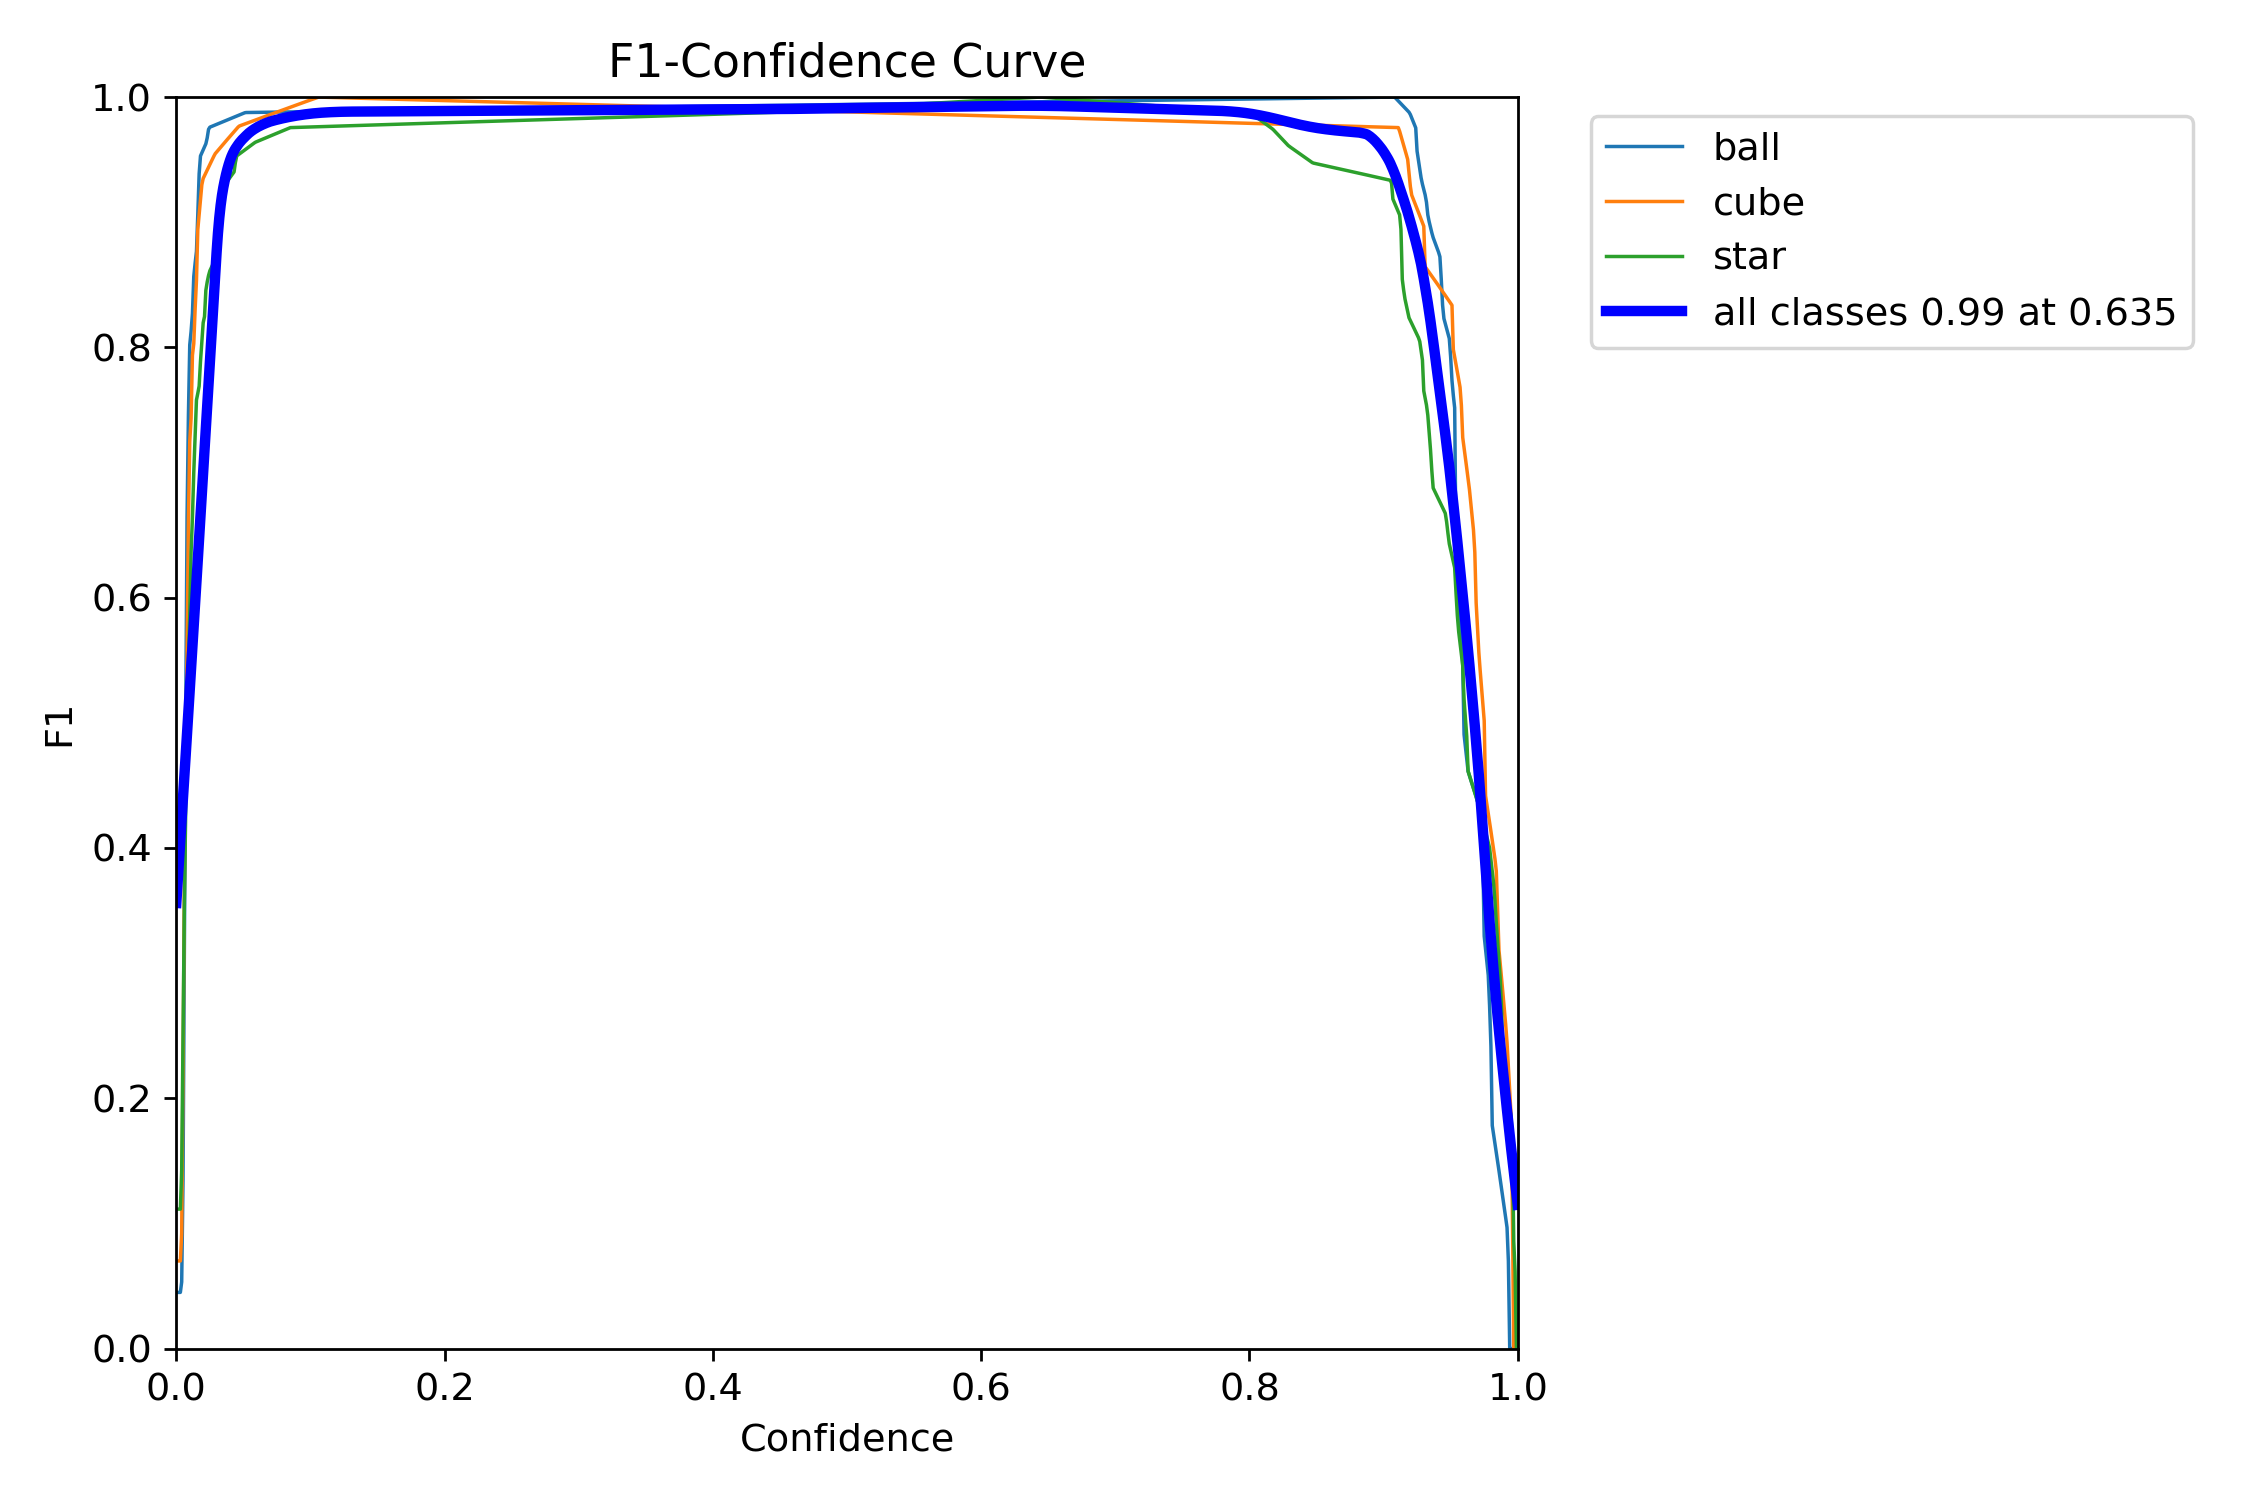 F1-Confidence Curve
1.0
0.8
0.6
0.4
0.2
0.0
F1
0.0 0.2 0.4 0.6 0.8 1.0
Confidence
ball
cube
star
all classes 0.99 at 0.635